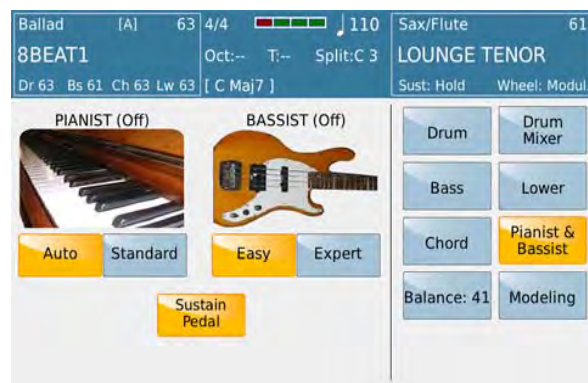 Ballad [A] 63
8BEAT1
Dr 63 Bs 61 Ch 63 Lw 63
4/4 110
Oct:-- T:-- Split:C 3
[ C Maj7 ]
Sax/Flute 61
LOUNGE TENOR
Sust: Hold Wheel: Modul.
PIANIST (Off)
BASSIST (Off)
Auto Standard
Easy Expert
Sustain
Pedal
Drum
Drum
Mixer
Bass
Lower
Chord
Pianist &
Bassist
Balance: 41
Modeling